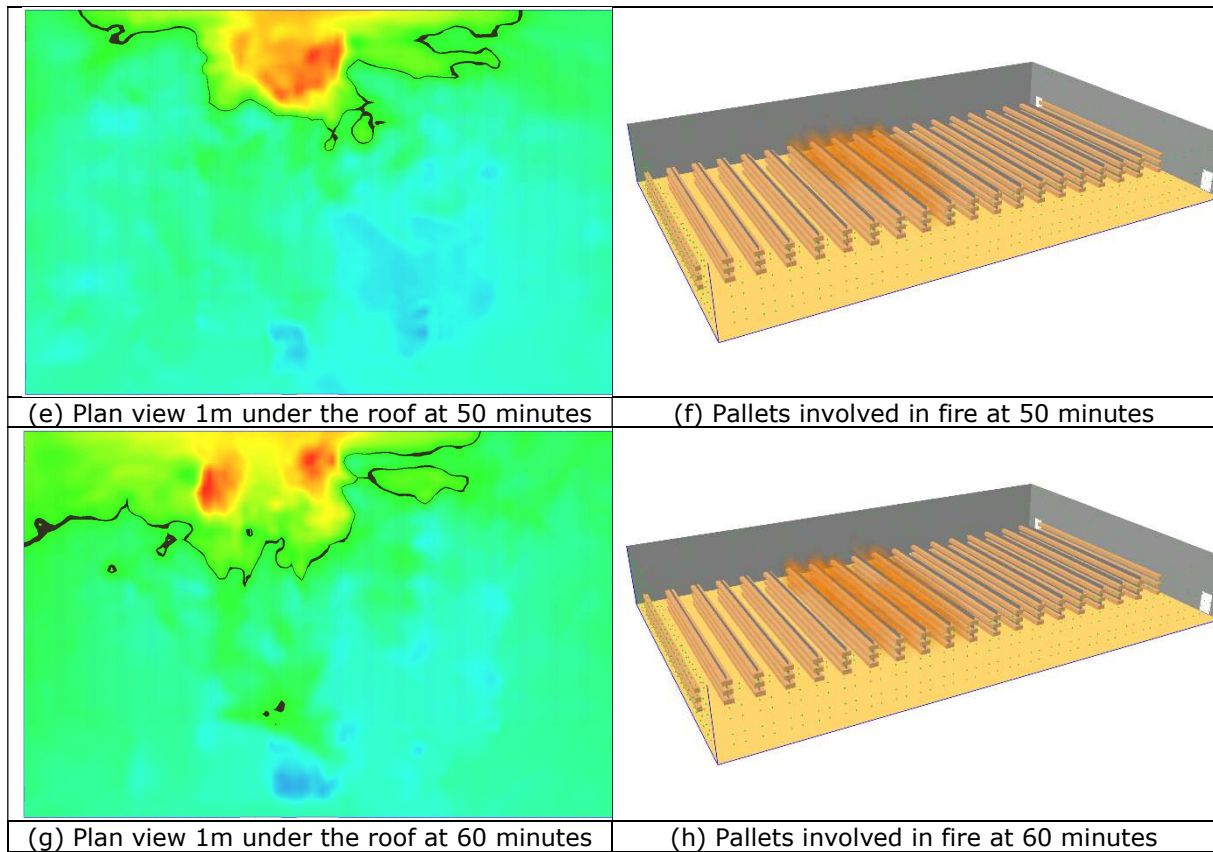 (e) Plan view 1m under the roof at 50 minutes
(f) Pallets involved in fire at 50 minutes
(g) Plan view 1m under the roof at 60 minutes
(h) Pallets involved in fire at 60 minutes